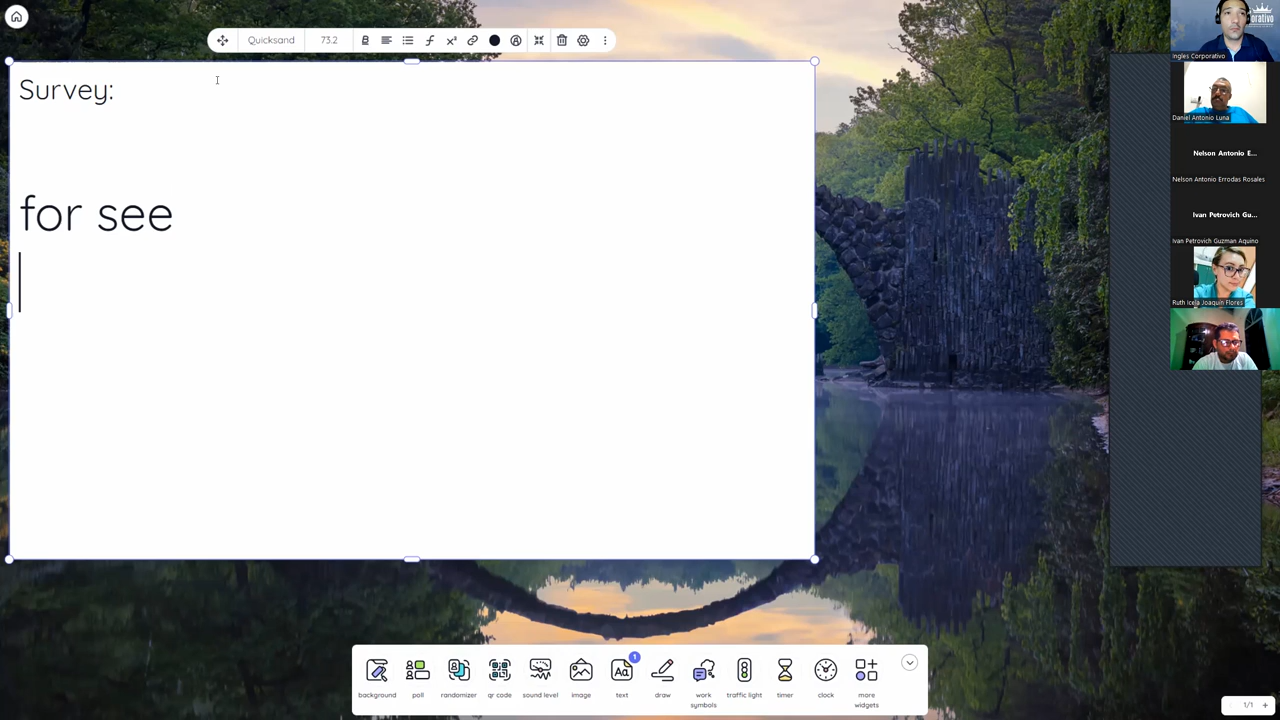 Quicksand
73.2
Survey:
for see
orativo
Ingles Corporativo
Daniel Antonio Luna
Nelson Antonio E...
Nelson Antonio Errodas Rosales
Ivan Petrovich Gu...
Ivan Petrovich Guzman Aquino
Ruth Icela Joaquin Flores
1
background
poll
randomizer
qr code
sound level
image
text
draw
work symbols
traffic light
timer
clock
more widgets
1/1